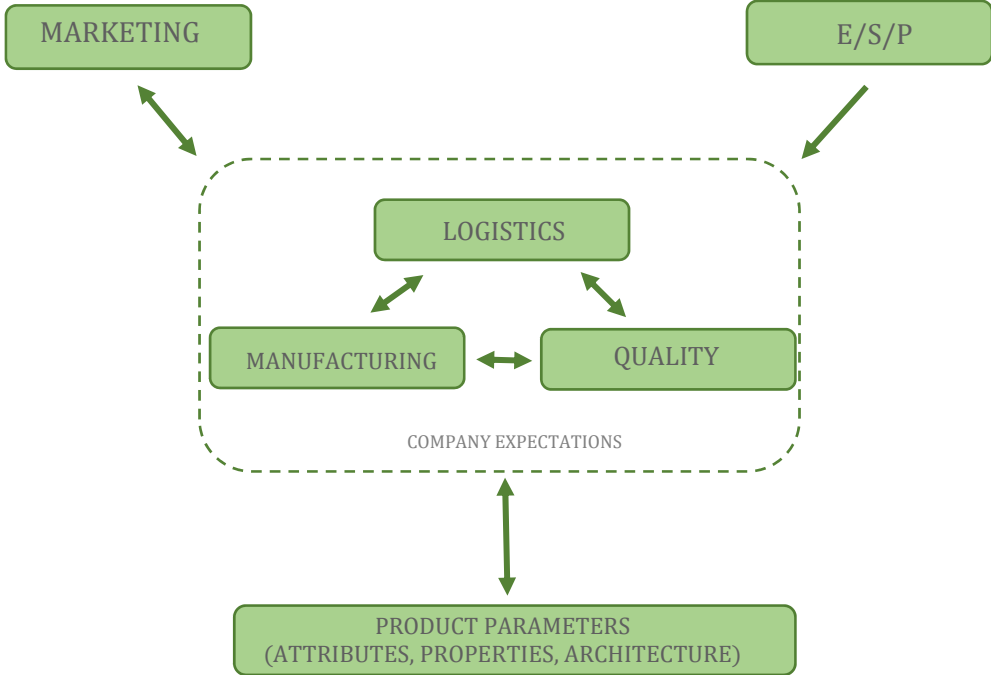 MARKETING
E/S/P
LOGISTICS
MANUFACTURING
QUALITY
COMPANY EXPECTATIONS
PRODUCT PARAMETERS
(ATTRIBUTES, PROPERTIES, ARCHITECTURE)